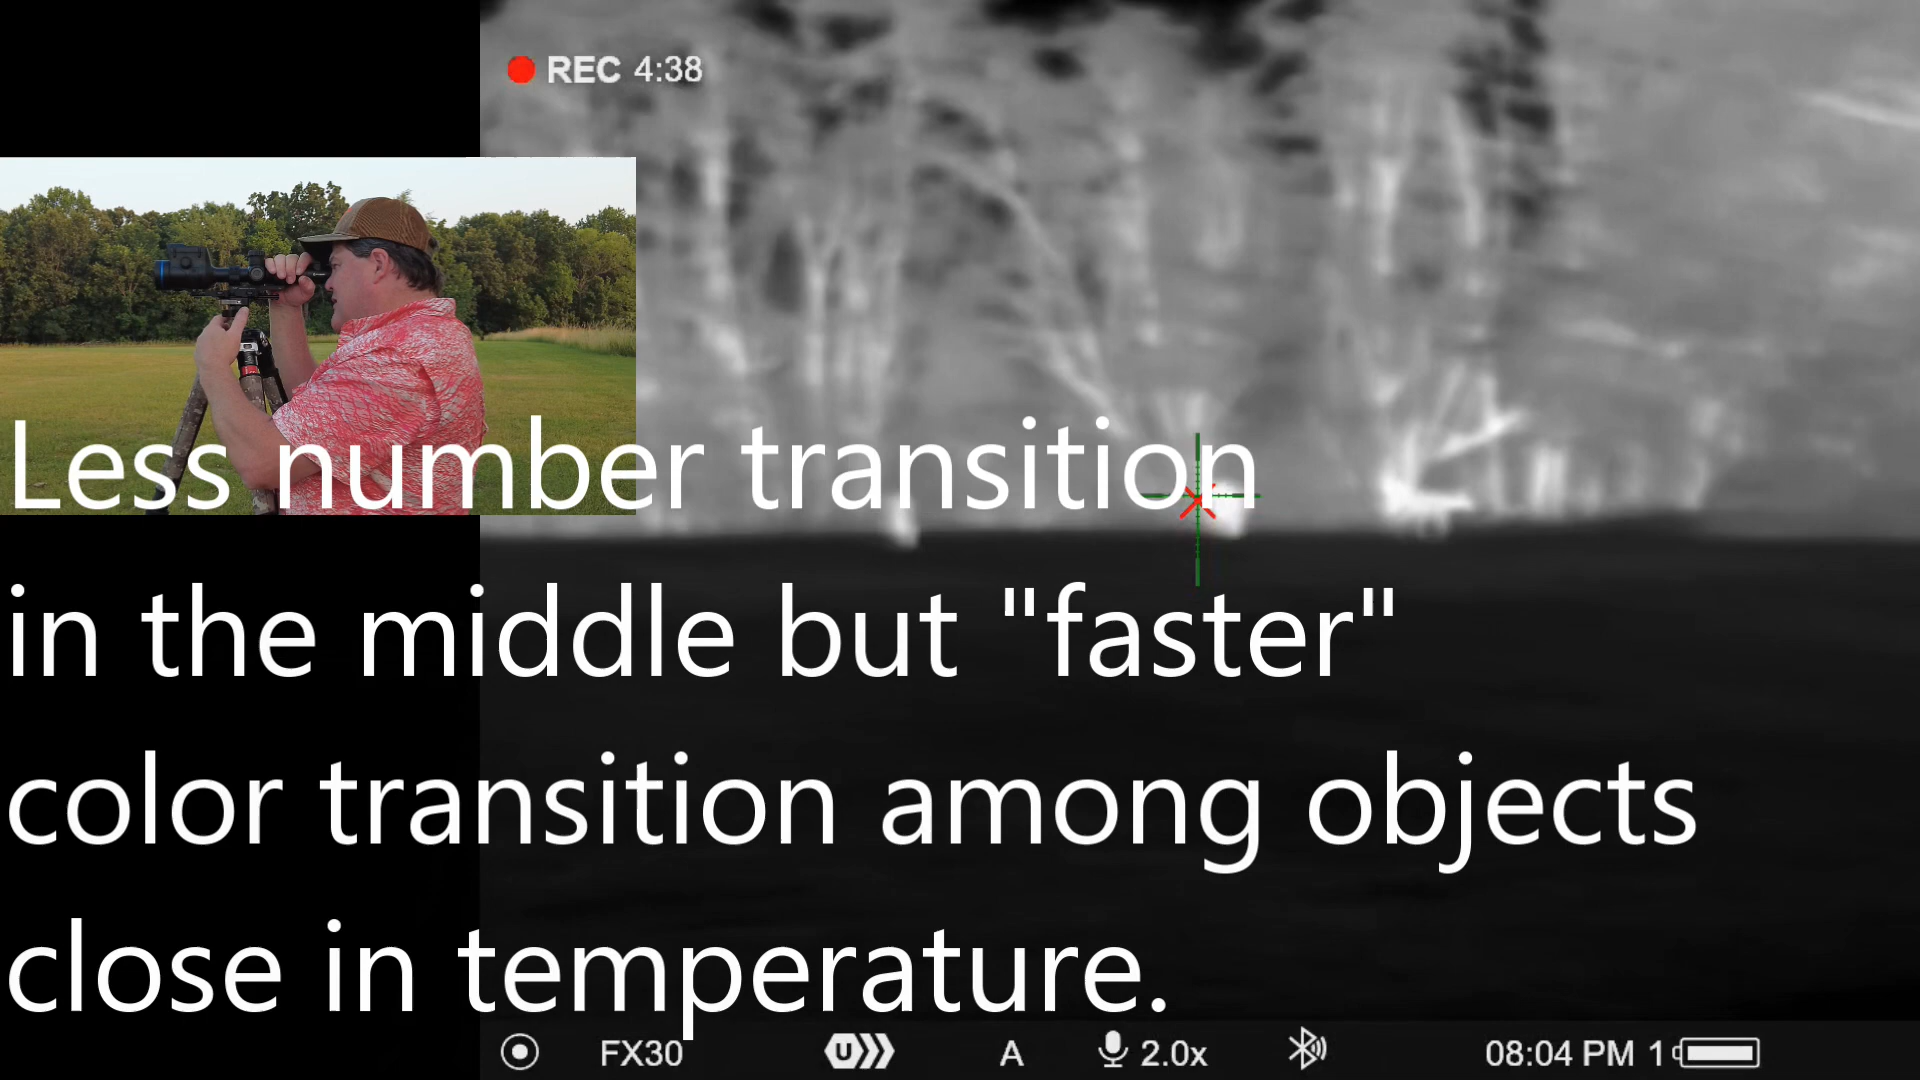 REC 4:38
Less number transition
in the middle but "faster"
color transition among objects
close in temperature.
FX30 U A 2.0x 08:04 PM 1